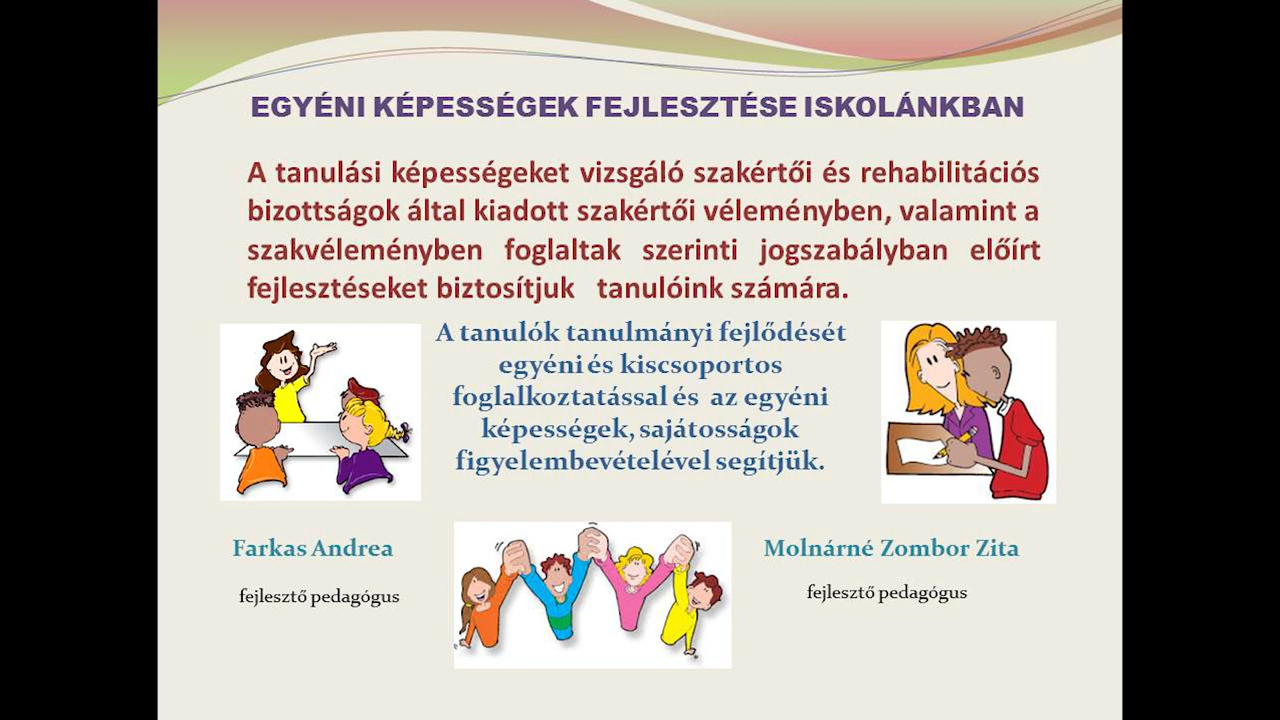 EGYÉNI KÉPESSÉGEK FEJLESZTÉSE ISKOLÁNKBAN
A tanulási képességeket vizsgáló szakértői és rehabilitációs
bizottságok által kiadott szakértői véleményben, valamint a
szakvéleményben foglaltak szerinti jogszabályban előírt
fejlesztéseket biztosítjuk tanulóink számára.
A tanulók tanulmányi fejlődését
egyéni és kiscsoportos
foglalkoztatással és az egyéni
képességek, sajátosságok
figyelembevételével segítjük.
Farkas Andrea
fejlesztő pedagógus
Molnárné Zombor Zita
fejlesztő pedagógus